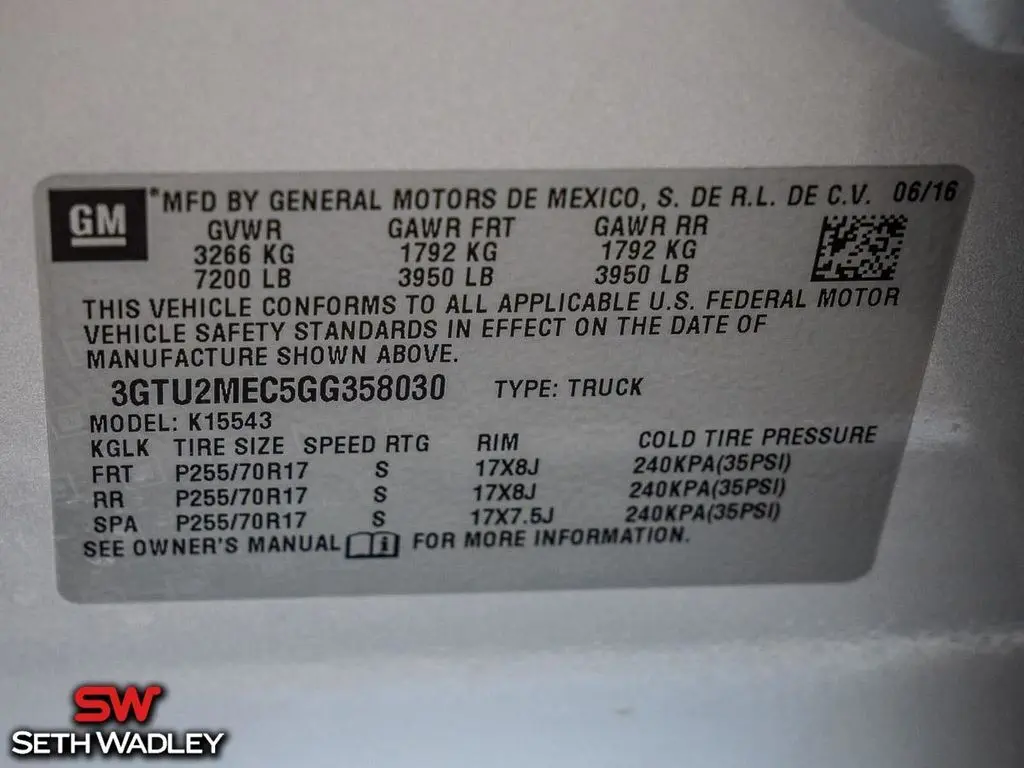 GM
*MFD BY GENERAL MOTORS DE MEXICO, S. DE R.L. DE C.V. 06/16
GVWR GAWR FRT GAWR RR
3266 KG 1792 KG 1792 KG
7200 LB 3950 LB 3950 LB
THIS VEHICLE CONFORMS TO ALL APPLICABLE U.S. FEDERAL MOTOR
VEHICLE SAFETY STANDARDS IN EFFECT ON THE DATE OF
MANUFACTURE SHOWN ABOVE.
3GTU2MEC5GG358030 TYPE: TRUCK
MODEL: K15543
KGLK TIRE SIZE SPEED RTG RIM COLD TIRE PRESSURE
FRT P255/70R17 S 17X8J 240KPA(35PSI)
RR P255/70R17 S 17X8J 240KPA(35PSI)
SPA P255/70R17 S 17X7.5J 240KPA(35PSI)
SEE OWNER'S MANUAL i FOR MORE INFORMATION.
SW
SETH WADLEY